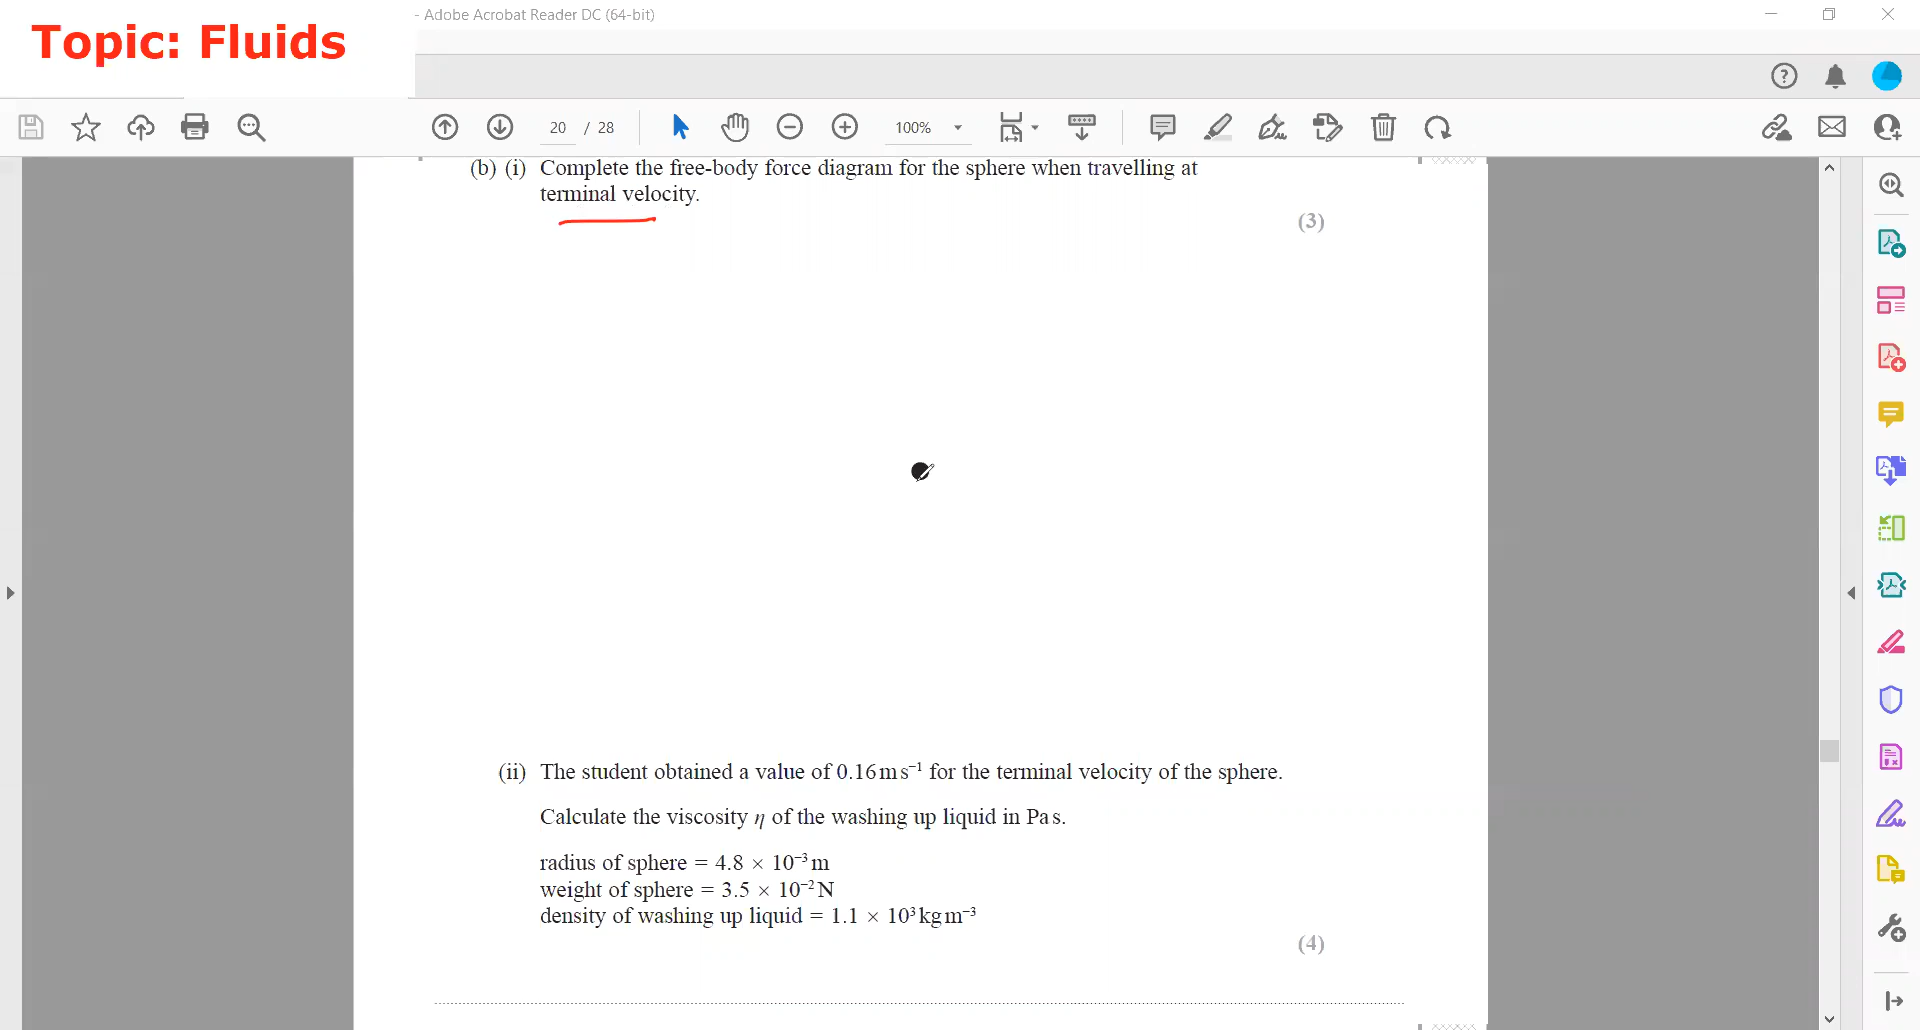 - Adobe Acrobat Reader DC (64-bit)
Topic: Fluids
20 / 28
100%
(b) (i) Complete the free-body force diagram for the sphere when travelling at
terminal velocity.
(3)
(ii) The student obtained a value of 0.16 m s⁻¹ for the terminal velocity of the sphere.
Calculate the viscosity η of the washing up liquid in Pa s.
radius of sphere = 4.8 × 10⁻³ m
weight of sphere = 3.5 × 10⁻² N
density of washing up liquid = 1.1 × 10³ kg m⁻³
(4)